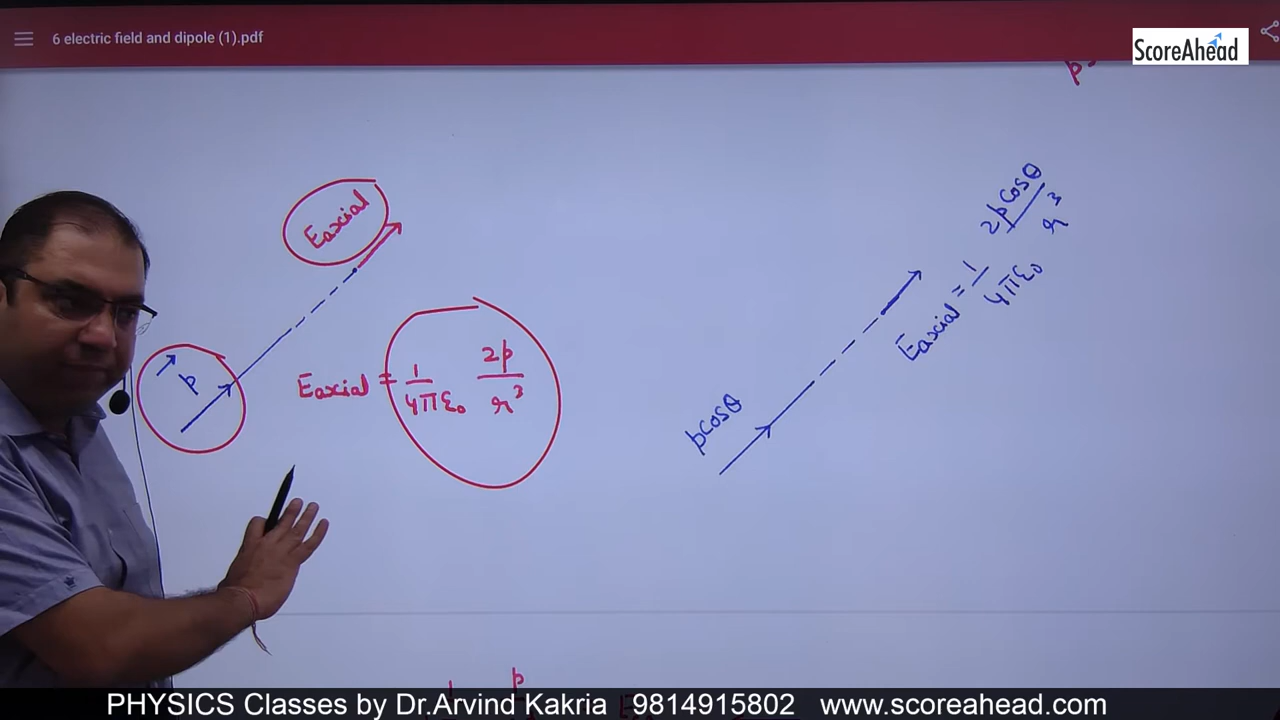 6 electric field and dipole (1).pdf
ScoreAhead
p
Eaxial
p
Eaxial = 1/4πε₀ 2p/r³
pcosθ
Eaxial = 1/4πε₀ 2pcosθ/r³
p
PHYSICS Classes by Dr.Arvind Kakria 9814915802 www.scoreahead.com